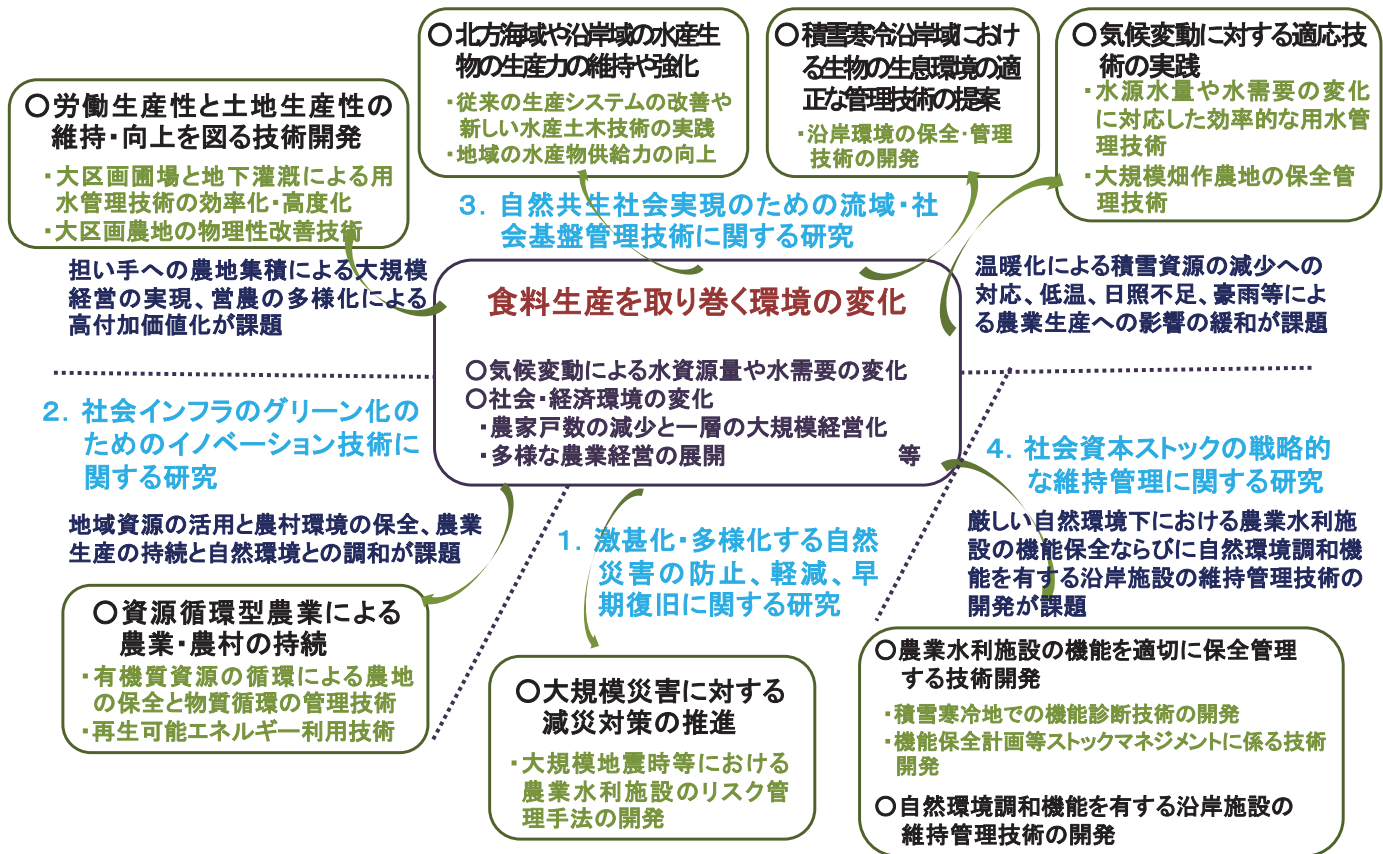 〇労働生産性と土地生産性の
維持・向上を図る技術開発
・大区画圃場と地下灌漑による用
水管理技術の効率化・高度化
・大区画農地の物理性改善技術
〇北方海域や沿岸域の水産生
物の生産力の維持や強化
・従来の生産システムの改善や
新しい水産土木技術の実践
・地域の水産物供給力の向上
〇積雪寒冷沿岸域におけ
る生物の生息環境の適
正な管理技術の提案
・沿岸環境の保全・管理
技術の開発
〇気候変動に対する適応技
術の実践
・水源水量や水需要の変化
に対応した効率的な用水管
理技術
・大規模畑作農地の保全管
理技術
3．自然共生社会実現のための流域・社
会基盤管理技術に関する研究
担い手への農地集積による大規模
経営の実現、営農の多様化による
高付加価値化が課題
温暖化による積雪資源の減少への
対応、低温、日照不足、豪雨等によ
る農業生産への影響の緩和が課題
食料生産を取り巻く環境の変化
〇気候変動による水資源量や水需要の変化
〇社会・経済環境の変化
・農家戸数の減少と一層の大規模経営化
・多様な農業経営の展開 等
2．社会インフラのグリーン化の
ためのイノベーション技術に
関する研究
地域資源の活用と農村環境の保全、農業
生産の持続と自然環境との調和が課題
〇資源循環型農業による
農業・農村の持続
・有機質資源の循環による農地
の保全と物質循環の管理技術
・再生可能エネルギー利用技術
1．激甚化・多様化する自然
災害の防止、軽減、早
期復旧に関する研究
〇大規模災害に対する
減災対策の推進
・大規模地震時等における
農業水利施設のリスク管
理手法の開発
4．社会資本ストックの戦略的
な維持管理に関する研究
厳しい自然環境下における農業水利施
設の機能保全ならびに自然環境調和機
能を有する沿岸施設の維持管理技術の
開発が課題
〇農業水利施設の機能を適切に保全管理
する技術開発
・積雪寒冷地での機能診断技術の開発
・機能保全計画等ストックマネジメントに係る技術
開発
〇自然環境調和機能を有する沿岸施設の
維持管理技術の開発